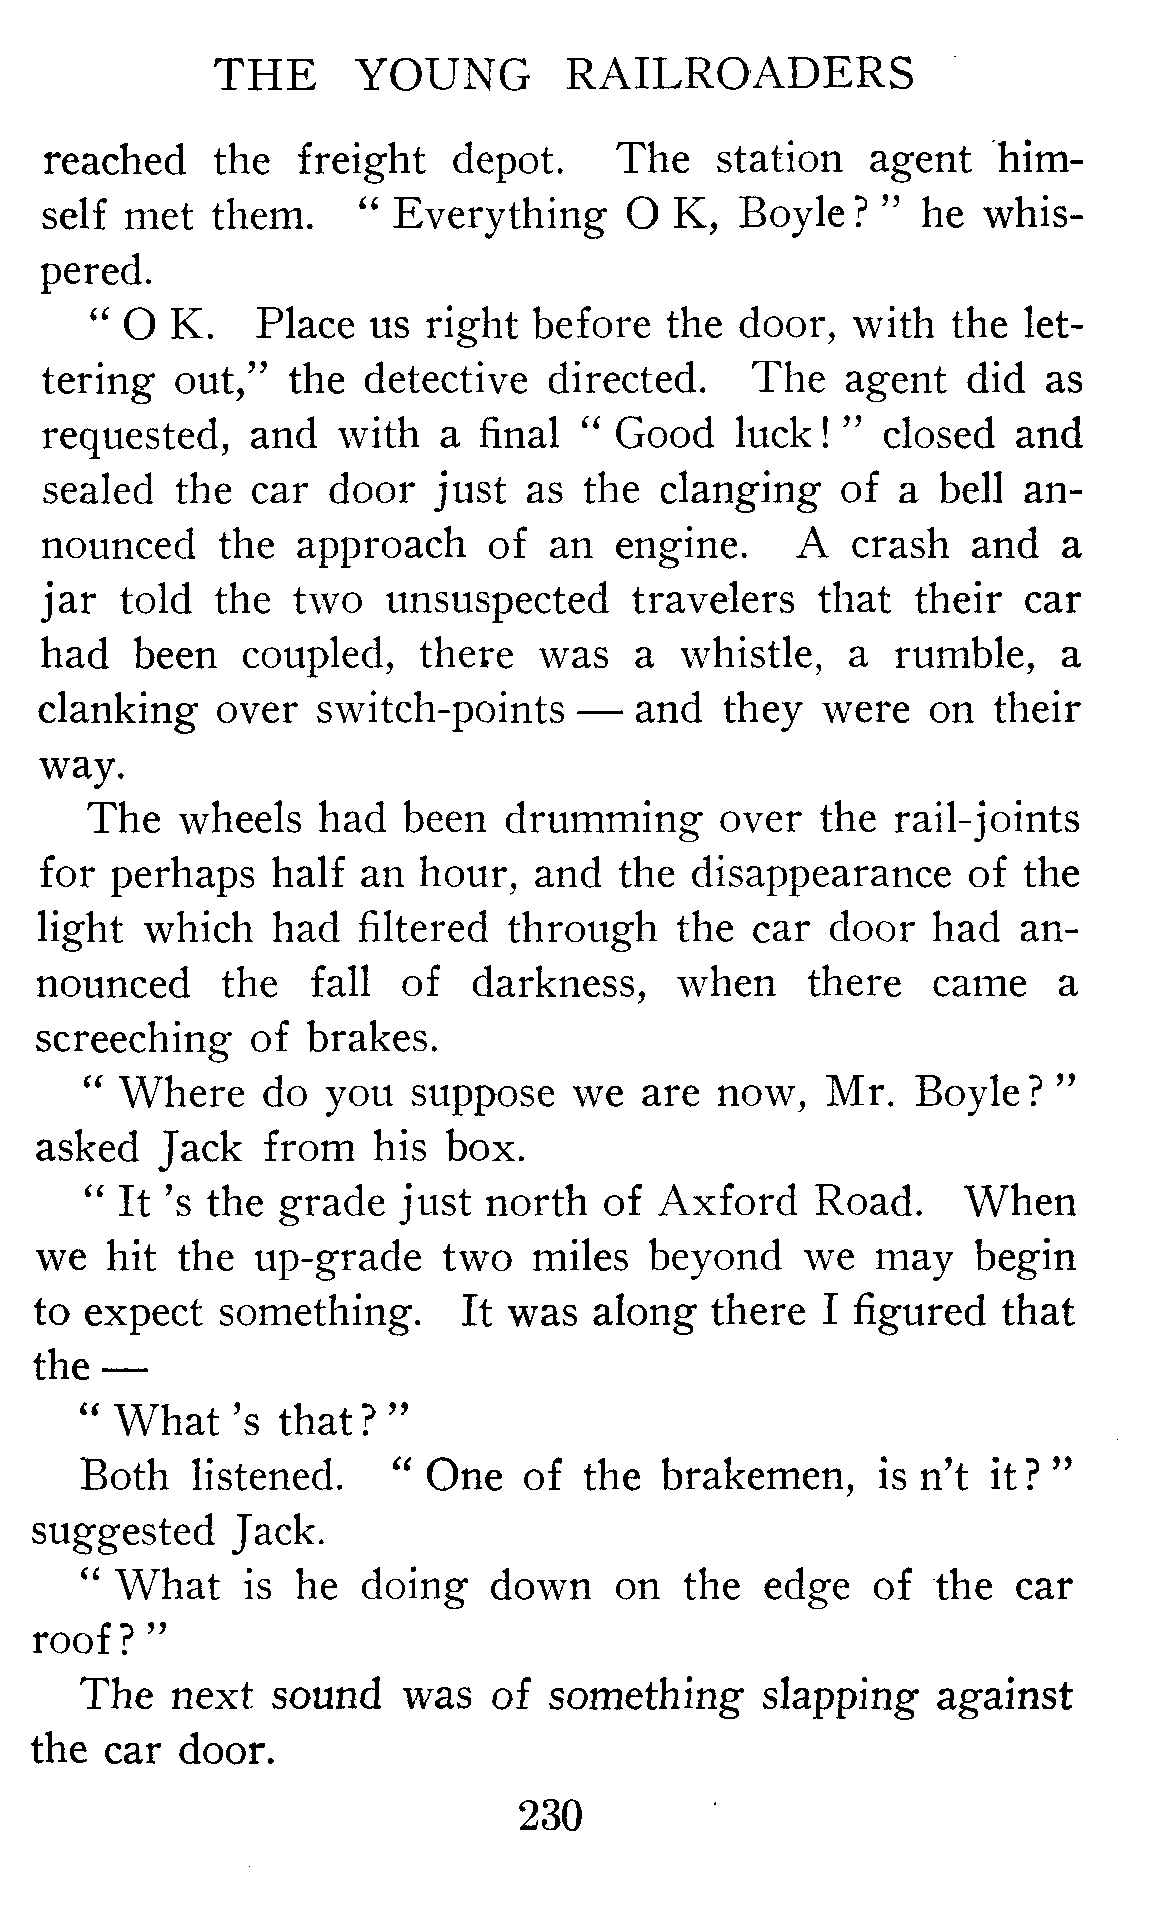 THE YOUNG RAILROADERS
reached the freight depot. The station agent him-
self met them. " Everything O K, Boyle? " he whis-
pered.
" O K. Place us right before the door, with the let-
tering out," the detective directed. The agent did as
requested, and with a final " Good luck! " closed and
sealed the car door just as the clanging of a bell an-
nounced the approach of an engine. A crash and a
jar told the two unsuspected travelers that their car
had been coupled, there was a whistle, a rumble, a
clanking over switch-points — and they were on their
way.
The wheels had been drumming over the rail-joints
for perhaps half an hour, and the disappearance of the
light which had filtered through the car door had an-
nounced the fall of darkness, when there came a
screeching of brakes.
" Where do you suppose we are now, Mr. Boyle? "
asked Jack from his box.
" It 's the grade just north of Axford Road. When
we hit the up-grade two miles beyond we may begin
to expect something. It was along there I figured that
the —
" What 's that? "
Both listened. " One of the brakemen, is n't it? "
suggested Jack.
" What is he doing down on the edge of the car
roof? "
The next sound was of something slapping against
the car door.
230